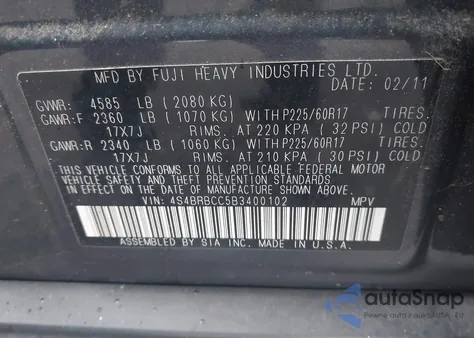 MFD BY FUJI HEAVY INDUSTRIES LTD.
DATE: 02/11
GVWR: 4585 LB (2080 KG)
GAWR:F 2360 LB (1070 KG) WITH P225/60R17 TIRES.
17X7J RIMS. AT 220 KPA (32 PSI) COLD
GAWR:R 2340 LB (1060 KG) WITH P225/60R17 TIRES.
17X7J RIMS. AT 210 KPA (30 PSI) COLD
THIS VEHICLE CONFORMS TO ALL APPLICABLE FEDERAL MOTOR
VEHICLE SAFETY AND THEFT PREVENTION STANDARDS
IN EFFECT ON THE DATE OF MANUFACTURE SHOWN ABOVE.
VIN: 4S4BRBCC5B3400102 MPV
ASSEMBLED BY SIA INC. MADE IN U.S.A.
autoSnap
Pewne auto z aukcji USA